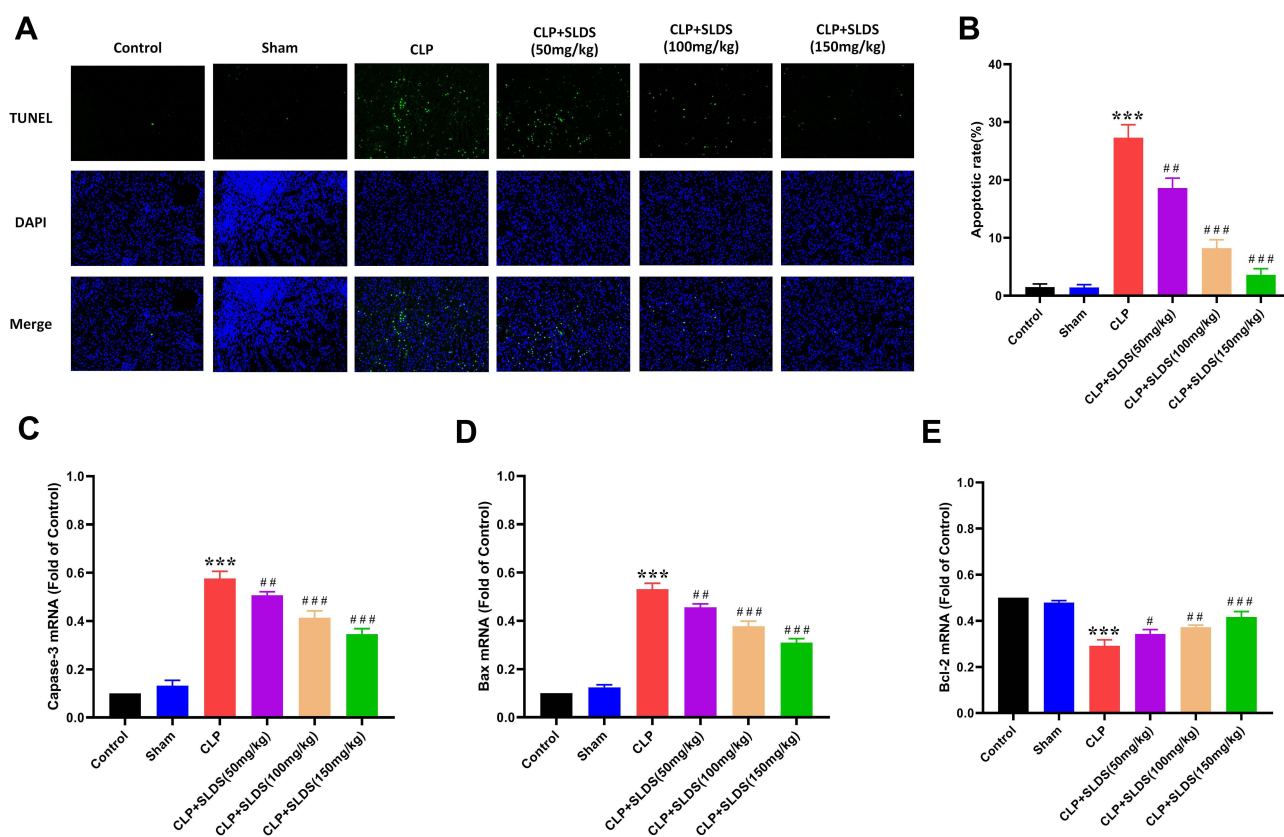 A
Control
Sham
CLP
CLP+SLDS
(50mg/kg)
CLP+SLDS
(100mg/kg)
CLP+SLDS
(150mg/kg)
TUNEL
DAPI
Merge
B
Apoptotic rate(%)
40
30
20
10
0
***
##
###
###
Control
Sham
CLP
CLP+SLDS(50mg/kg)
CLP+SLDS(100mg/kg)
CLP+SLDS(150mg/kg)
C
Capase-3 mRNA (Fold of Control)
1.0
0.8
0.6
0.4
0.2
0.0
***
##
###
###
Control
Sham
CLP
CLP+SLDS(50mg/kg)
CLP+SLDS(100mg/kg)
CLP+SLDS(150mg/kg)
D
Bax mRNA (Fold of Control)
1.0
0.8
0.6
0.4
0.2
0.0
***
##
###
###
Control
Sham
CLP
CLP+SLDS(50mg/kg)
CLP+SLDS(100mg/kg)
CLP+SLDS(150mg/kg)
E
Bcl-2 mRNA (Fold of Control)
1.0
0.8
0.6
0.4
0.2
0.0
***
#
##
###
Control
Sham
CLP
CLP+SLDS(50mg/kg)
CLP+SLDS(100mg/kg)
CLP+SLDS(150mg/kg)